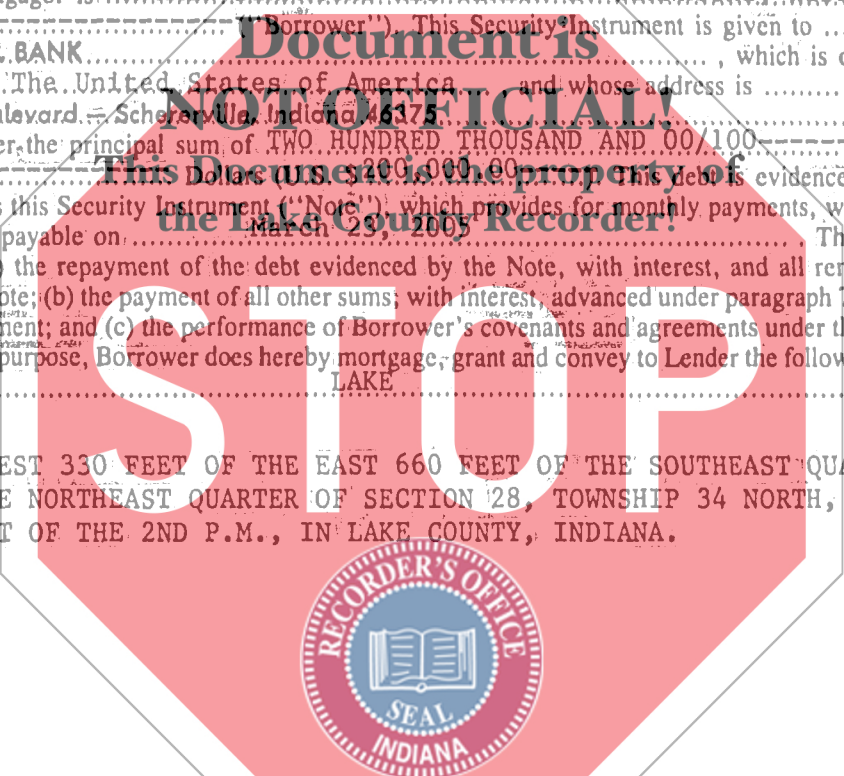 "Borrower"). This Security Instrument is given to
Document is
BANK , which is
The United States of America and whose address is
NOT OFFICIAL!
Schererville, Indiana 46375
the principal sum of TWO HUNDRED THOUSAND AND 00/100
This Document is the property of
Dollars (U.S. $ 200,000.00 ). This debt is evidence
this Security Instrument ("Note"), which provides for monthly payments,
the Lake County Recorder!
payable on March 25, 2005
the repayment of the debt evidenced by the Note, with interest, and all
(b) the payment of all other sums, with interest, advanced under paragraph
and (c) the performance of Borrower's covenants and agreements under
purpose, Borrower does hereby mortgage, grant and convey to Lender the
LAKE
STOP
EST 330 FEET OF THE EAST 660 FEET OF THE SOUTHEAST QUA
E NORTHEAST QUARTER OF SECTION 28, TOWNSHIP 34 NORTH,
T OF THE 2ND P.M., IN LAKE COUNTY, INDIANA.
RECORDER'S OFFICE
SEAL
INDIANA